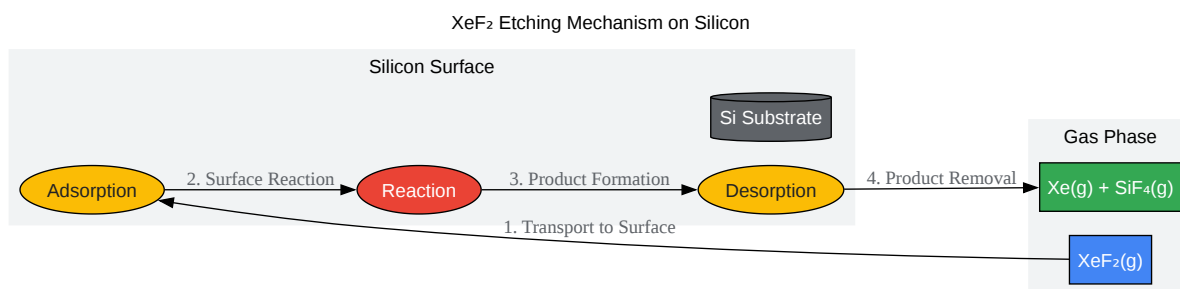 XeF₂ Etching Mechanism on Silicon
Silicon Surface
Si Substrate
Gas Phase
Adsorption
2. Surface Reaction
Reaction
3. Product Formation
Desorption
4. Product Removal
Xe(g) + SiF₄(g)
1. Transport to Surface
XeF₂(g)